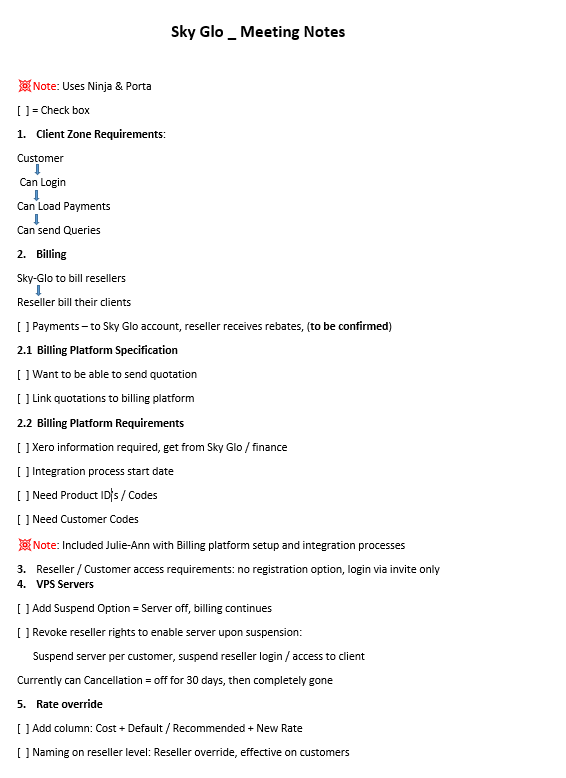 Sky Glo _ Meeting Notes
Note: Uses Ninja & Porta
[ ] = Check box
1. Client Zone Requirements:
Customer
Can Login
Can Load Payments
Can send Queries
2. Billing
Sky-Glo to bill resellers
Reseller bill their clients
[ ] Payments – to Sky Glo account, reseller receives rebates, (to be confirmed)
2.1 Billing Platform Specification
[ ] Want to be able to send quotation
[ ] Link quotations to billing platform
2.2 Billing Platform Requirements
[ ] Xero information required, get from Sky Glo / finance
[ ] Integration process start date
[ ] Need Product ID's / Codes
[ ] Need Customer Codes
Note: Included Julie-Ann with Billing platform setup and integration processes
3. Reseller / Customer access requirements: no registration option, login via invite only
4. VPS Servers
[ ] Add Suspend Option = Server off, billing continues
[ ] Revoke reseller rights to enable server upon suspension:
Suspend server per customer, suspend reseller login / access to client
Currently can Cancellation = off for 30 days, then completely gone
5. Rate override
[ ] Add column: Cost + Default / Recommended + New Rate
[ ] Naming on reseller level: Reseller override, effective on customers